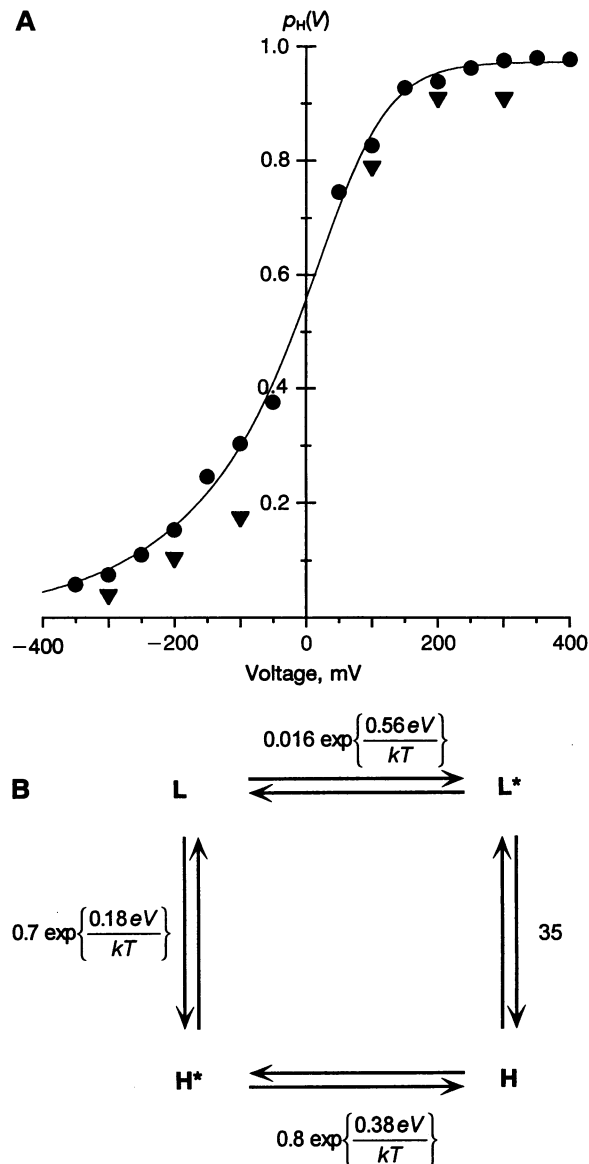 A
pH(V)
1.0
0.8
0.6
0.4
0.2
−400 −200 0 200 400
Voltage, mV
0.016 exp{0.56eV/kT}
B L L*
0.7 exp{0.18eV/kT} 35
H* H
0.8 exp{0.38eV/kT}